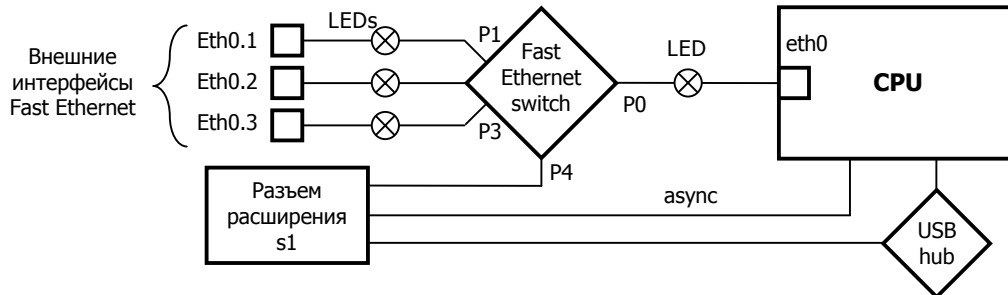 Внешние
интерфейсы
Fast Ethernet
Eth0.1
Eth0.2
Eth0.3
LEDs
P1
P3
Fast
Ethernet
switch
P0
P4
LED
eth0
CPU
Разъем
расширения
s1
async
USB
hub